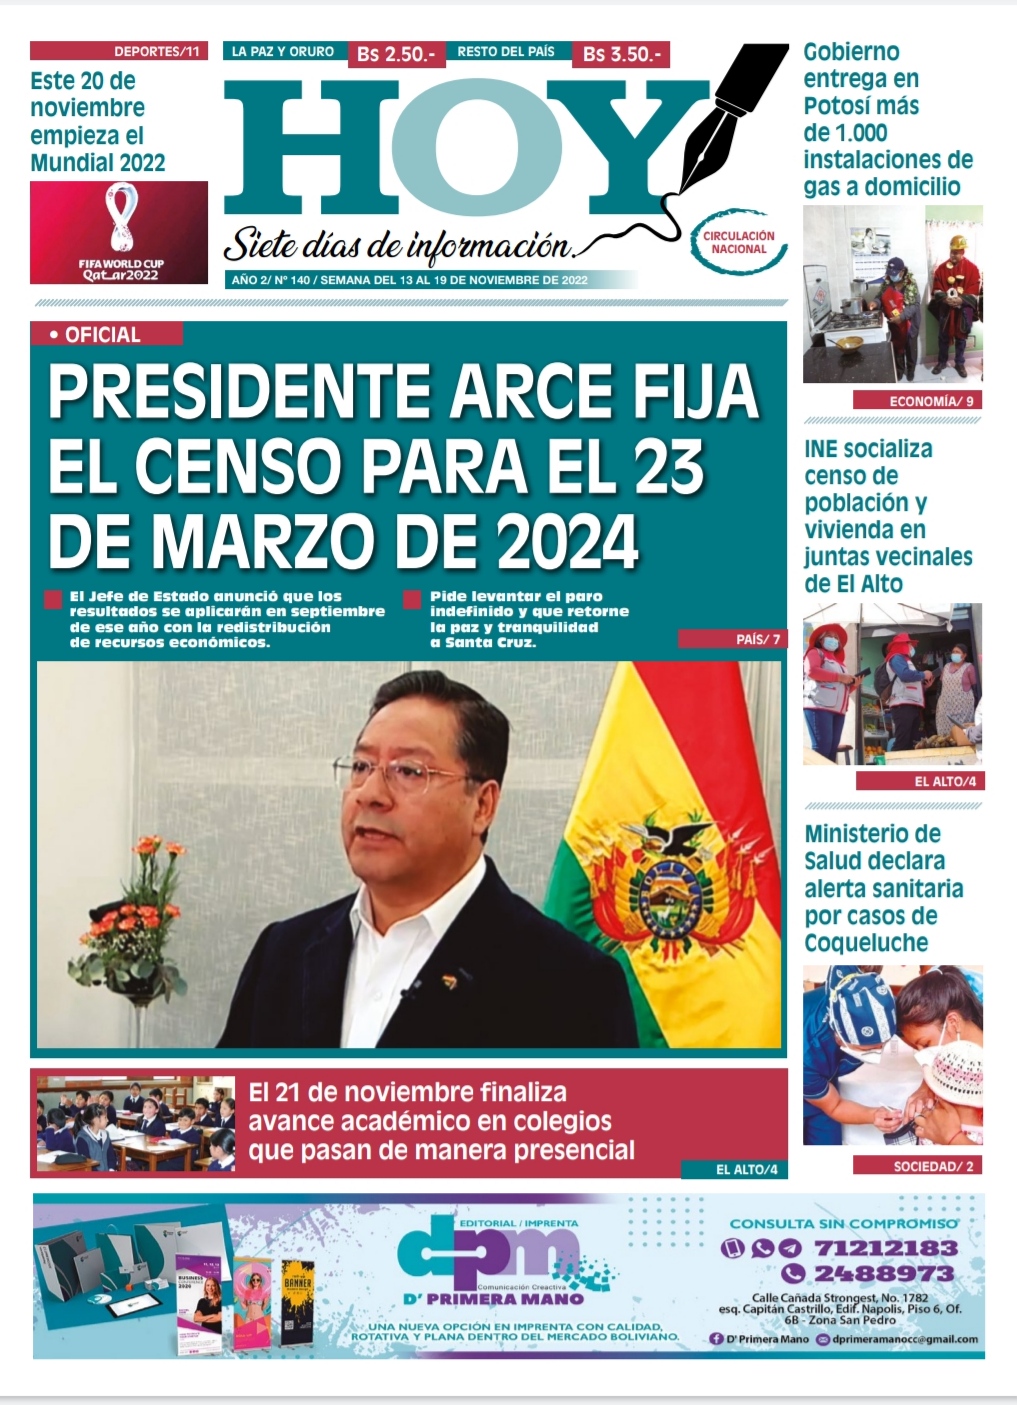 DEPORTES/11
Este 20 de
noviembre
empieza el
Mundial 2022
FIFA WORLD CUP
Qatar2022
LA PAZ Y ORURO Bs 2.50.- RESTO DEL PAÍS Bs 3.50.-
HOY
Siete días de información.
CIRCULACIÓN
NACIONAL
AÑO 2/ Nº 140 / SEMANA DEL 13 AL 19 DE NOVIEMBRE DE 2022
Gobierno
entrega en
Potosí más
de 1.000
instalaciones de
gas a domicilio
ECONOMÍA/ 9
• OFICIAL
PRESIDENTE ARCE FIJA
EL CENSO PARA EL 23
DE MARZO DE 2024
El Jefe de Estado anunció que los
resultados se aplicarán en septiembre
de ese año con la redistribución
de recursos económicos.
Pide levantar el paro
indefinido y que retorne
la paz y tranquilidad
a Santa Cruz.
PAÍS/ 7
BOLIVIA
INE socializa
censo de
población y
vivienda en
juntas vecinales
de El Alto
EL ALTO/4
Ministerio de
Salud declara
alerta sanitaria
por casos de
Coqueluche
SOCIEDAD/ 2
El 21 de noviembre finaliza
avance académico en colegios
que pasan de manera presencial
EL ALTO/4
BUSINESS
BANNER
EDITORIAL / IMPRENTA
dpm
Comunicación Creactiva
D' PRIMERA MANO
UNA NUEVA OPCIÓN EN IMPRENTA CON CALIDAD,
ROTATIVA Y PLANA DENTRO DEL MERCADO BOLIVIANO.
CONSULTA SIN COMPROMISO
71212183
2488973
Calle Cañada Strongest, No. 1782
esq. Capitán Castrillo, Edif. Napolis, Piso 6, Of.
6B - Zona San Pedro
D' Primera Mano dprimeramanocc@gmail.com